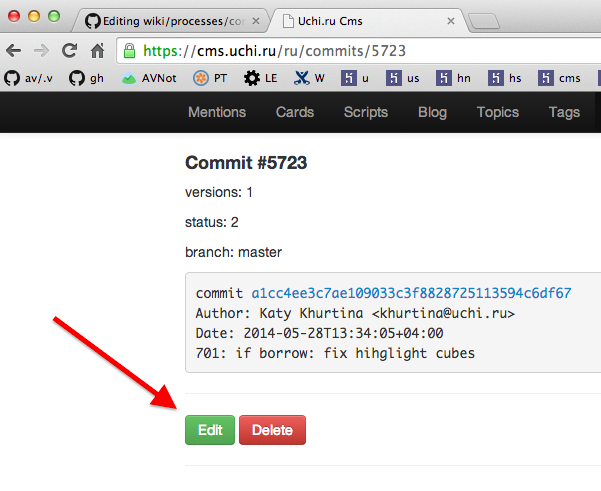 Editing wiki/processes/co
Uchi.ru Cms
https://cms.uchi.ru/ru/commits/5723
av/.v gh AVNot PT LE W u us hn hs cms
Mentions Cards Scripts Blog Topics Tags
Commit #5723
versions: 1
status: 2
branch: master
commit a1cc4ee3c7ae109033c3f8828725113594c6df67
Author: Katy Khurtina <khurtina@uchi.ru>
Date: 2014-05-28T13:34:05+04:00
701: if borrow: fix hihglight cubes
Edit Delete